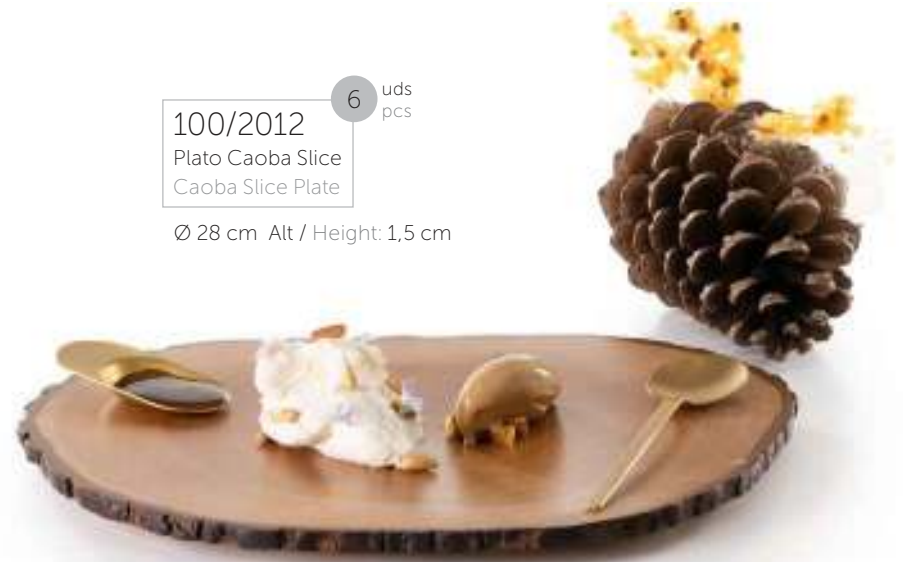 6 uds
pcs
100/2012
Plato Caoba Slice
Caoba Slice Plate
Ø 28 cm Alt / Height: 1,5 cm